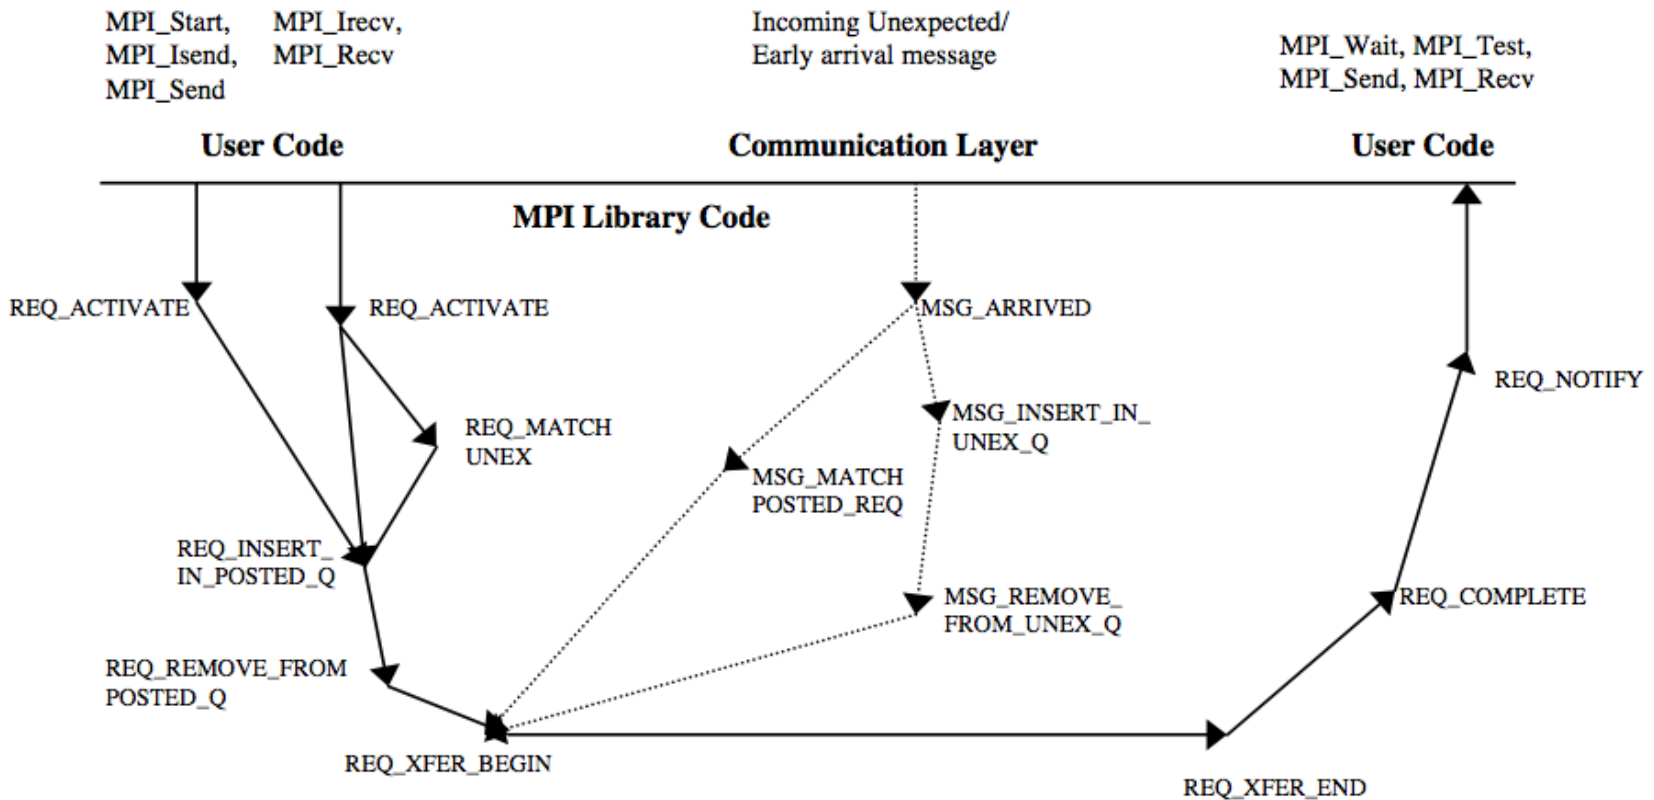 MPI_Start, MPI_Irecv,
MPI_Isend, MPI_Recv
MPI_Send
Incoming Unexpected/
Early arrival message
MPI_Wait, MPI_Test,
MPI_Send, MPI_Recv
User Code
Communication Layer
User Code
MPI Library Code
REQ_ACTIVATE
REQ_ACTIVATE
MSG_ARRIVED
REQ_NOTIFY
REQ_MATCH
UNEX
MSG_INSERT_IN_
UNEX_Q
MSG_MATCH
POSTED_REQ
REQ_INSERT_
IN_POSTED_Q
MSG_REMOVE_
FROM_UNEX_Q
REQ_COMPLETE
REQ_REMOVE_FROM
POSTED_Q
REQ_XFER_BEGIN
REQ_XFER_END